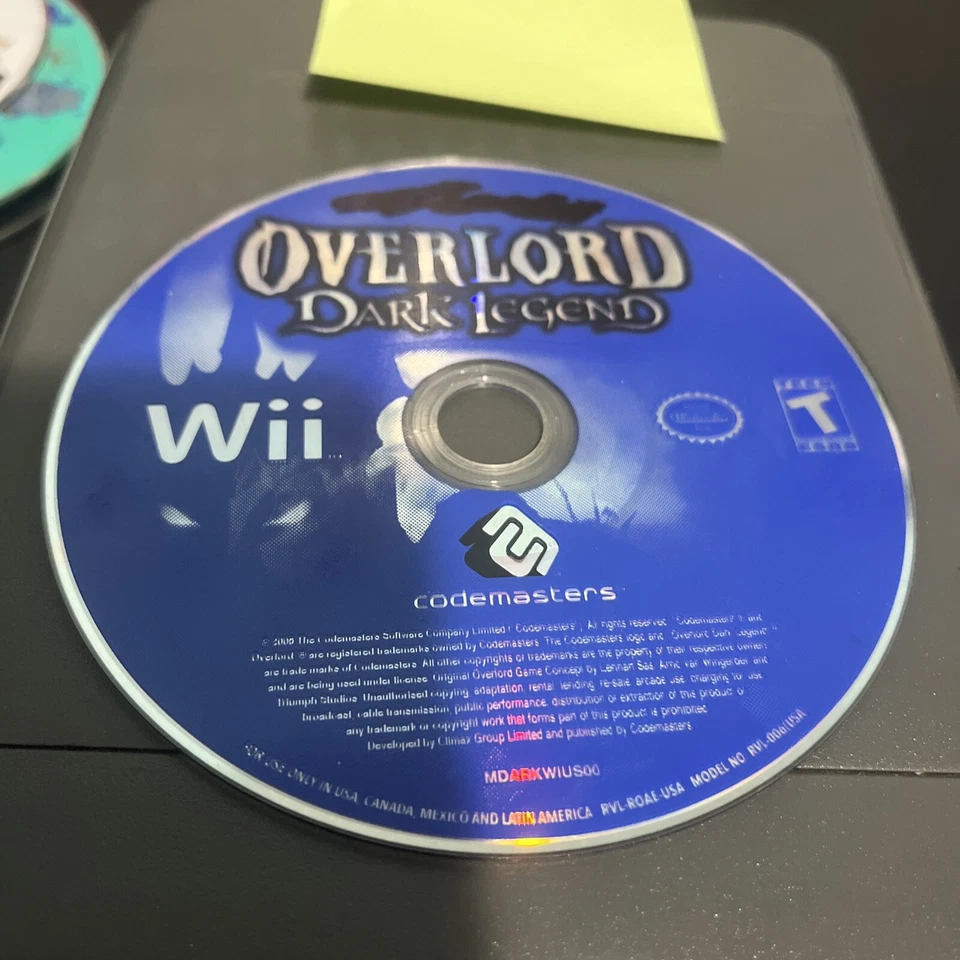 OVERLORD
DARK LEGEND
Wii
Nintendo
T
codemasters
© 2009 The Codemasters Software Company Limited ("Codemasters"). All rights reserved. "Codemasters"® and
Overlord ® are registered trademarks owned by Codemasters. The Codemasters logo and "Overlord Dark Legend"
are trade marks of Codemasters. All other copyrights or trademarks are the property of their respective owners
and are being used under license. Original Overlord Game Concept by Lennart Sas, Arno van Wingerden and
Triumph Studios. Unauthorised copying, adaptation, rental, lending, re-sale, arcade use, charging for use,
broadcast, cable transmission, public performance, distribution or extraction of this product or
any trademark or copyright work that forms part of this product is prohibited.
Developed by Climax Group Limited and published by Codemasters
MDARKWIUS00
FOR USE ONLY IN USA, CANADA, MEXICO AND LATIN AMERICA RVL-ROAE-USA MODEL NO RVL-006(USA)